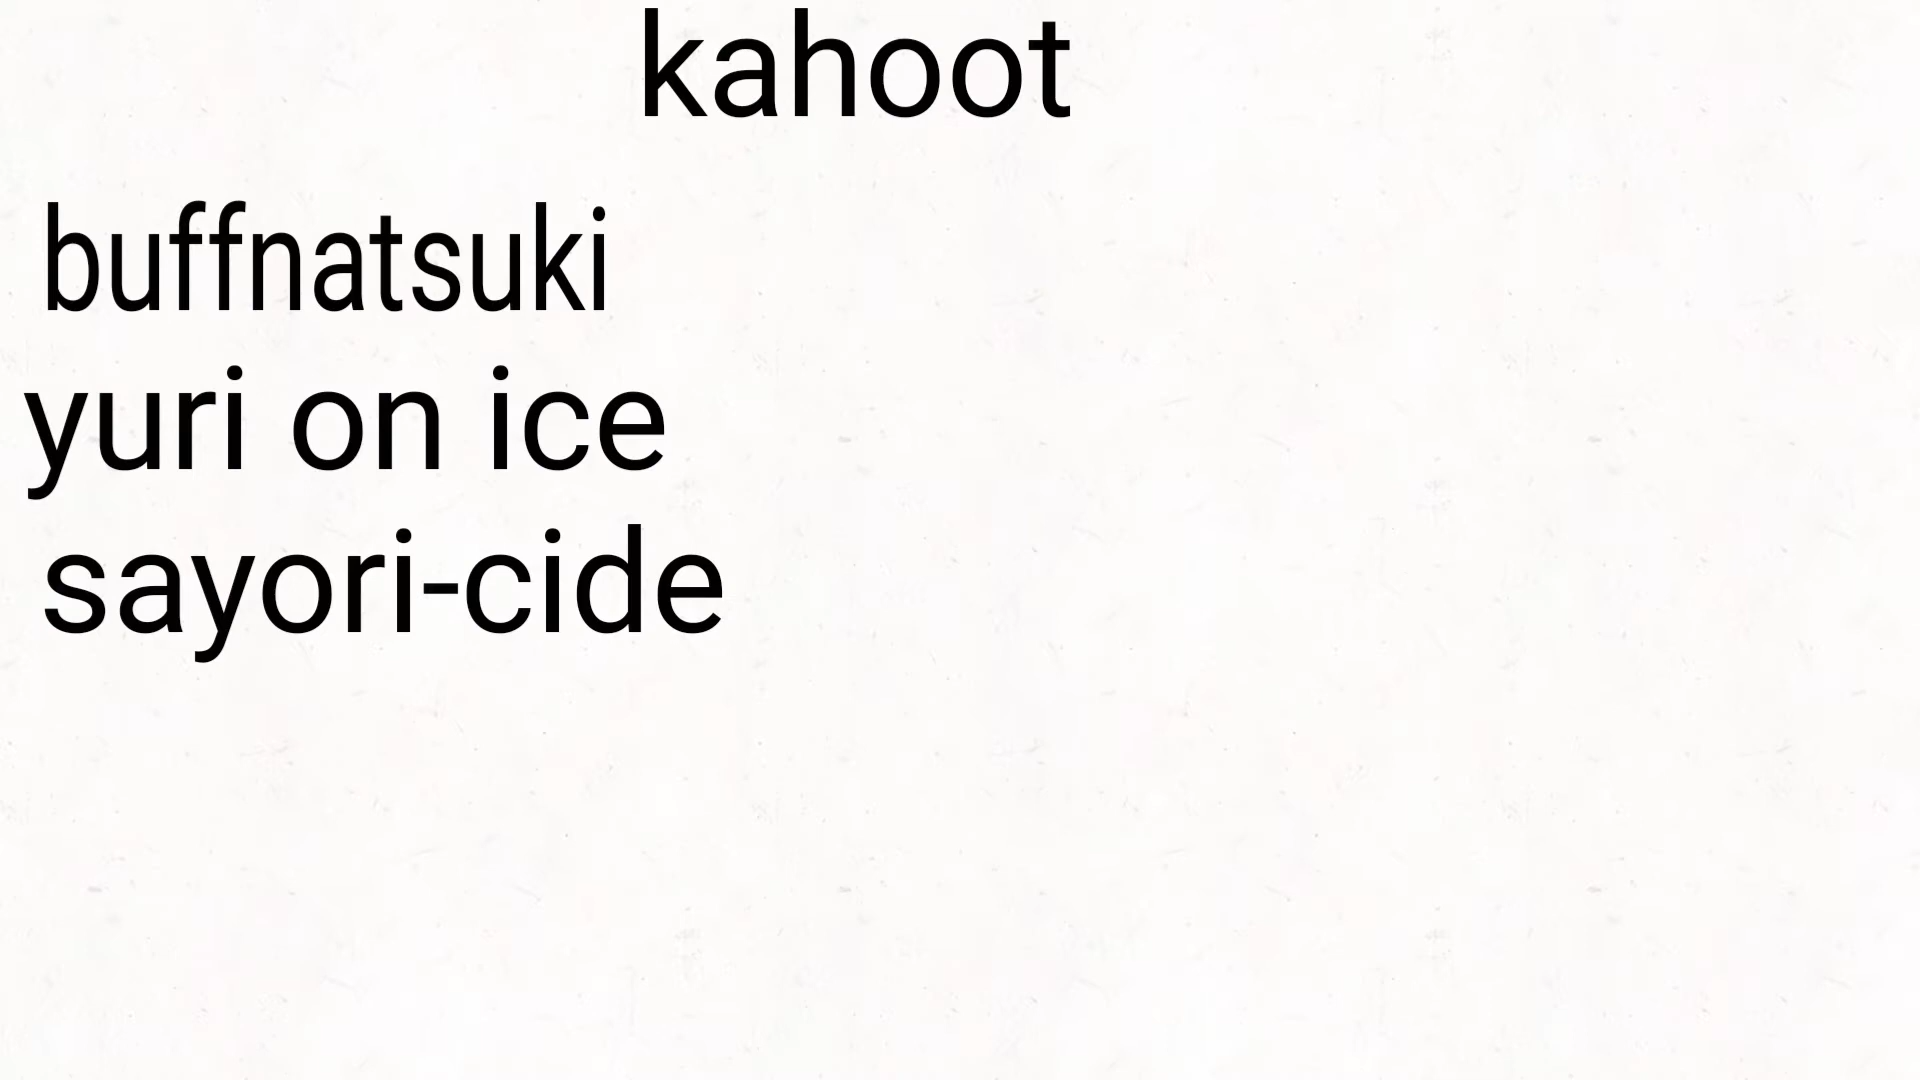 kahoot
buffnatsuki
yuri on ice
sayori-cide